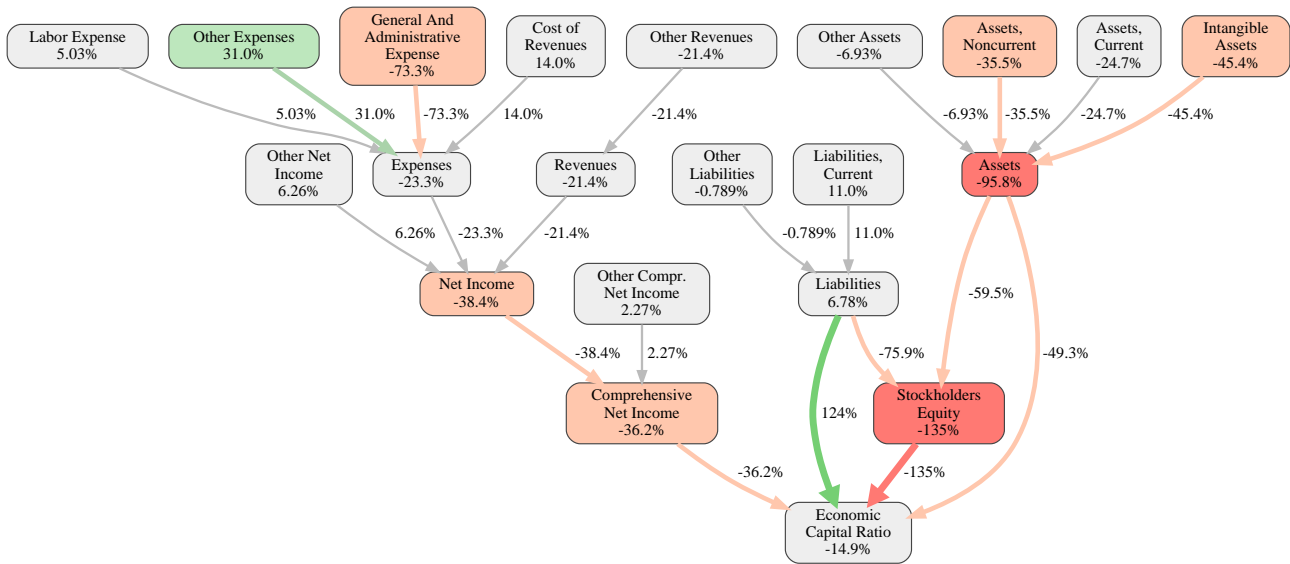 Labor Expense
5.03%
Other Expenses
31.0%
General And
Administrative
Expense
-73.3%
Cost of
Revenues
14.0%
Other Revenues
-21.4%
Other Assets
-6.93%
Assets,
Noncurrent
-35.5%
Assets,
Current
-24.7%
Intangible
Assets
-45.4%
5.03%
31.0%
-73.3%
14.0%
-21.4%
-6.93%
-35.5%
-24.7%
-45.4%
Other Net
Income
6.26%
Expenses
-23.3%
Revenues
-21.4%
Other
Liabilities
-0.789%
Liabilities,
Current
11.0%
Assets
-95.8%
6.26%
-23.3%
-21.4%
-0.789%
11.0%
Net Income
-38.4%
Other Compr.
Net Income
2.27%
Liabilities
6.78%
-59.5%
-38.4%
2.27%
-75.9%
-49.3%
Comprehensive
Net Income
-36.2%
124%
Stockholders
Equity
-135%
-36.2%
-135%
Economic
Capital Ratio
-14.9%